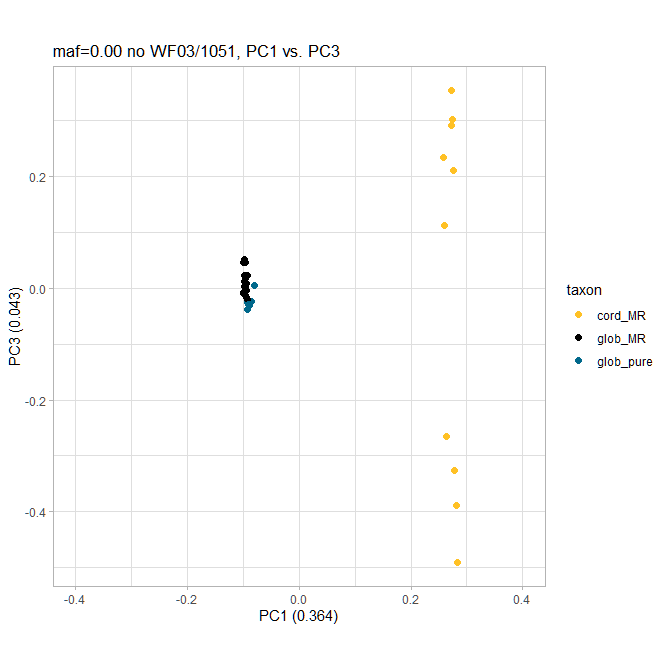 maf=0.00 no WF03/1051, PC1 vs. PC3
0.2
0.0
-0.2
-0.4
PC3 (0.043)
-0.4
-0.2
0.0
0.2
0.4
PC1 (0.364)
taxon
cord_MR
glob_MR
glob_pure